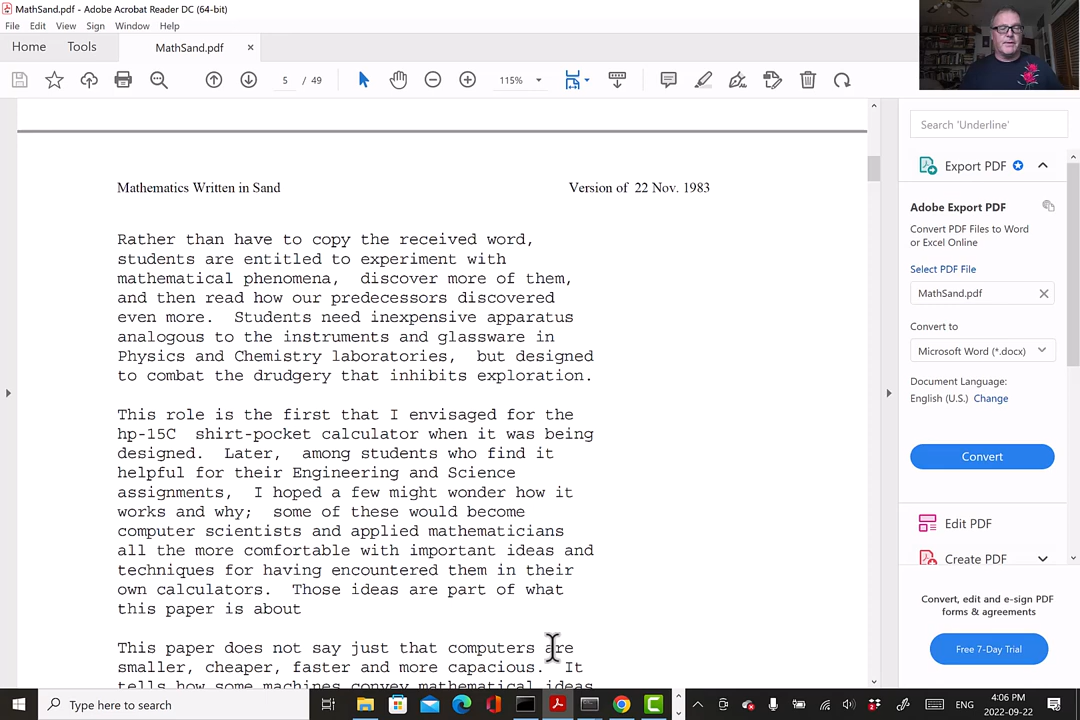 MathSand.pdf - Adobe Acrobat Reader DC (64-bit)
File Edit View Sign Window Help
Home Tools MathSand.pdf ×
5 / 49 115%
Search 'Underline'
Mathematics Written in Sand Version of 22 Nov. 1983
Rather than have to copy the received word,
students are entitled to experiment with
mathematical phenomena, discover more of them,
and then read how our predecessors discovered
even more. Students need inexpensive apparatus
analogous to the instruments and glassware in
Physics and Chemistry laboratories, but designed
to combat the drudgery that inhibits exploration.
This role is the first that I envisaged for the
hp-15C shirt-pocket calculator when it was being
designed. Later, among students who find it
helpful for their Engineering and Science
assignments, I hoped a few might wonder how it
works and why; some of these would become
computer scientists and applied mathematicians
all the more comfortable with important ideas and
techniques for having encountered them in their
own calculators. Those ideas are part of what
this paper is about
This paper does not say just that computers are
smaller, cheaper, faster and more capacious. It
tells how some machines convey mathematical ideas
Export PDF
Adobe Export PDF
Convert PDF Files to Word
or Excel Online
Select PDF File
MathSand.pdf
Convert to
Microsoft Word (*.docx)
Document Language:
English (U.S.) Change
Convert
Edit PDF
Create PDF
Convert, edit and e-sign PDF
forms & agreements
Free 7-Day Trial
Type here to search
ENG
4:06 PM
2022-09-22